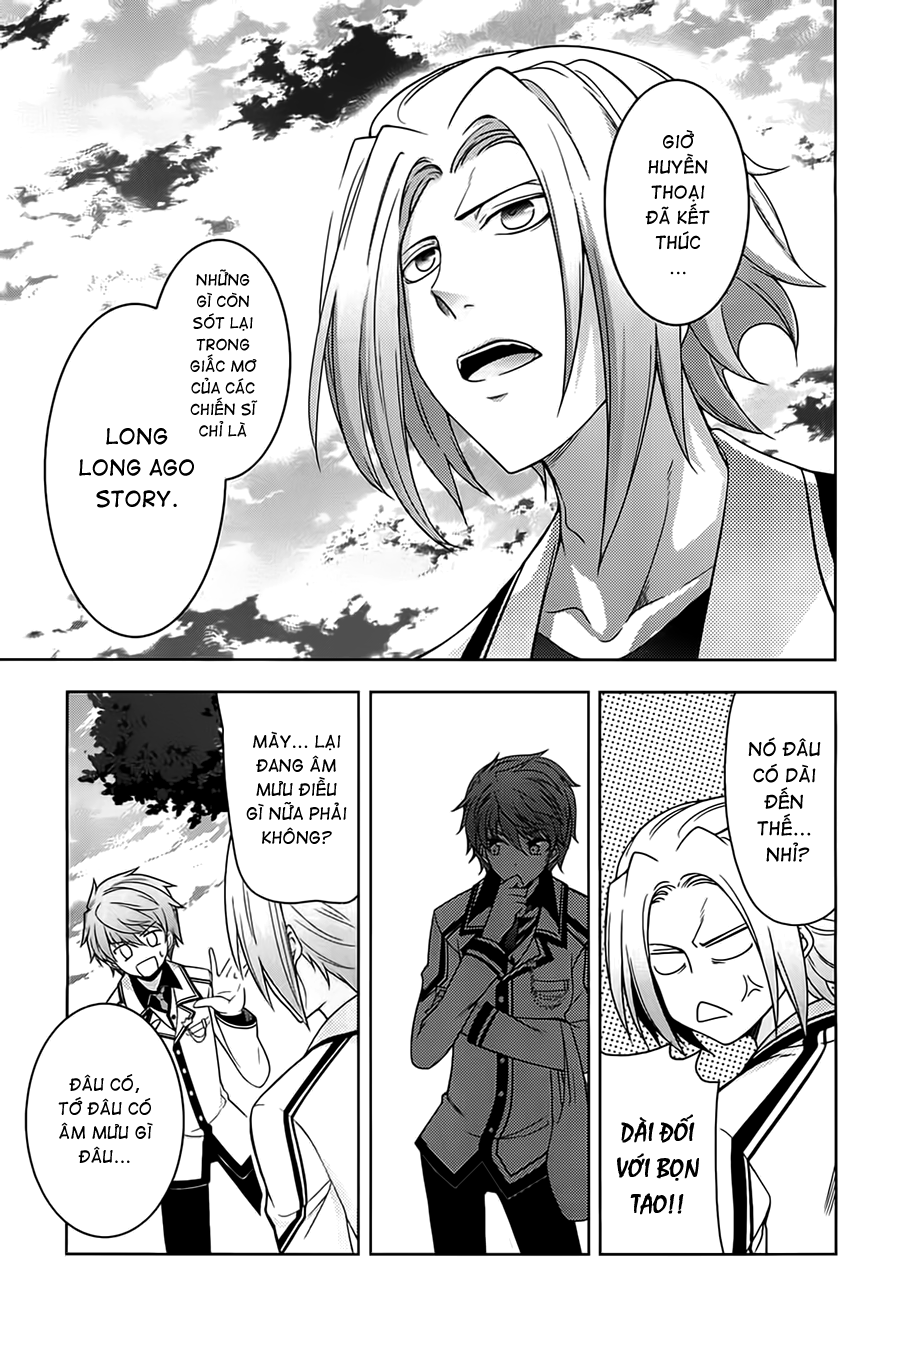 GIỜ
HUYỀN
THOẠI
ĐÃ KẾT
THÚC
...
NHỮNG
GÌ CÒN
SÓT LẠI
TRONG
GIẤC MƠ
CỦA CÁC
CHIẾN SĨ
CHỈ LÀ
LONG
LONG AGO
STORY.
NÓ ĐÂU
CÓ DÀI
ĐẾN
THẾ...
NHỈ?
DÀI ĐỐI
VỚI BỌN
TAO!!
MÀY... LẠI
ĐANG ÂM
MƯU ĐIỀU
GÌ NỮA PHẢI
KHÔNG?
ĐÂU CÓ,
TỚ ĐÂU CÓ
ÂM MƯU GÌ
ĐÂU...